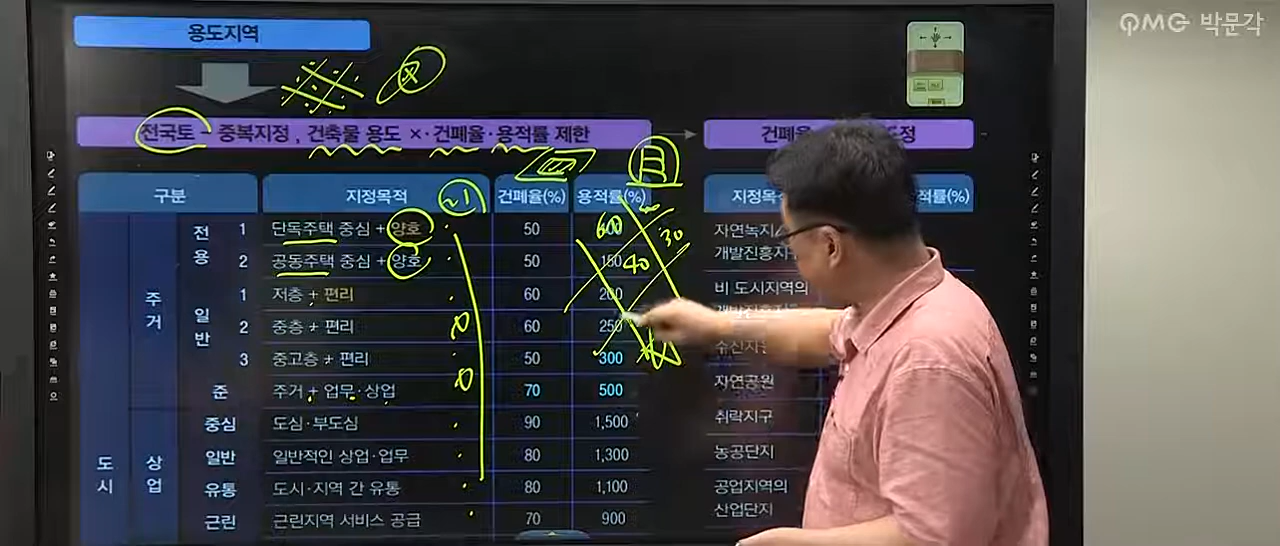 QMG 박문각
용도지역
전국토 - 중복지정 , 건축물 용도 ×·건폐율·용적률 제한
건폐율
구분 지정목적 ~1 건폐율(%) 용적률(%)
지정목 적률(%)
도시 주거 전용 1 단독주택 중심 + 양호 50
2 공동주택 중심 + 양호 50 150
일반 1 저층 + 편리 60 200
2 중층 + 편리 60 250
3 중고층 + 편리 50 300
준 주거 + 업무·상업 70 500
상업 중심 도심·부도심 90 1,500
일반 일반적인 상업·업무 80 1,300
유통 도시·지역 간 유통 80 1,100
근린 근린지역 서비스 공급 70 900
600
30
40
자연녹지
개발진흥지
비 도시지역의
자연공원
취락지구
농공단지
공업지역의
산업단지